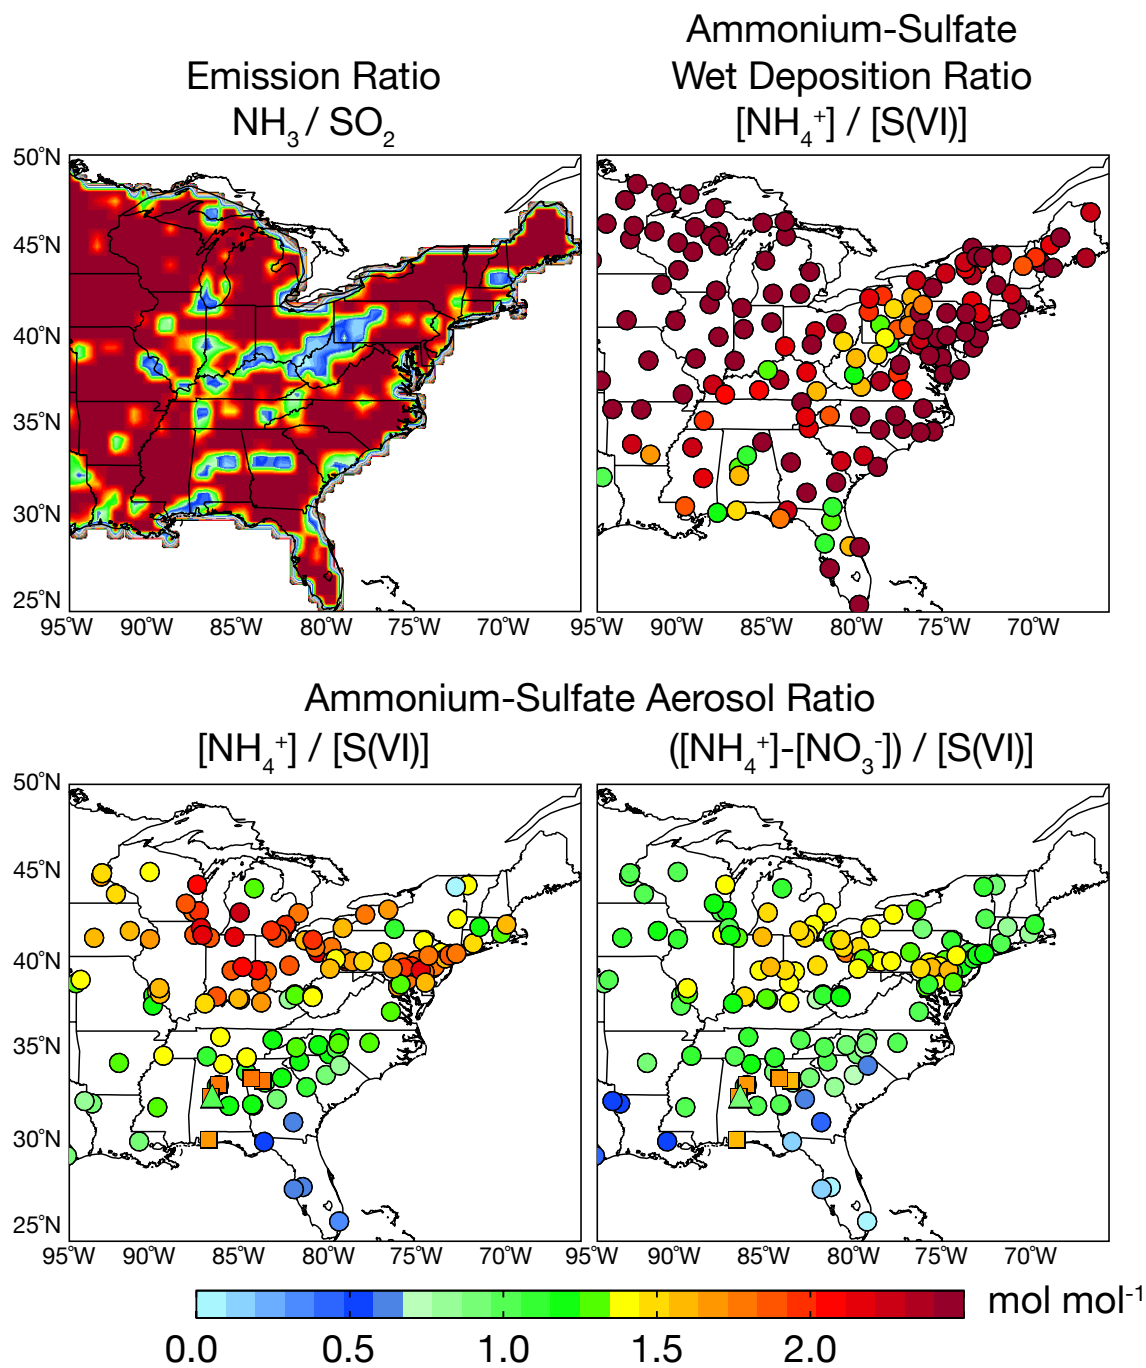 Emission Ratio
NH₃ / SO₂
Ammonium-Sulfate
Wet Deposition Ratio
[NH₄⁺] / [S(VI)]
50°N
45°N
40°N
35°N
30°N
25°N
95°W 90°W 85°W 80°W 75°W 70°W
95°W 90°W 85°W 80°W 75°W 70°W
Ammonium-Sulfate Aerosol Ratio
[NH₄⁺] / [S(VI)]
([NH₄⁺]-[NO₃⁻]) / [S(VI)]
50°N
45°N
40°N
35°N
30°N
25°N
95°W 90°W 85°W 80°W 75°W 70°W
95°W 90°W 85°W 80°W 75°W 70°W
mol mol⁻¹
0.0 0.5 1.0 1.5 2.0